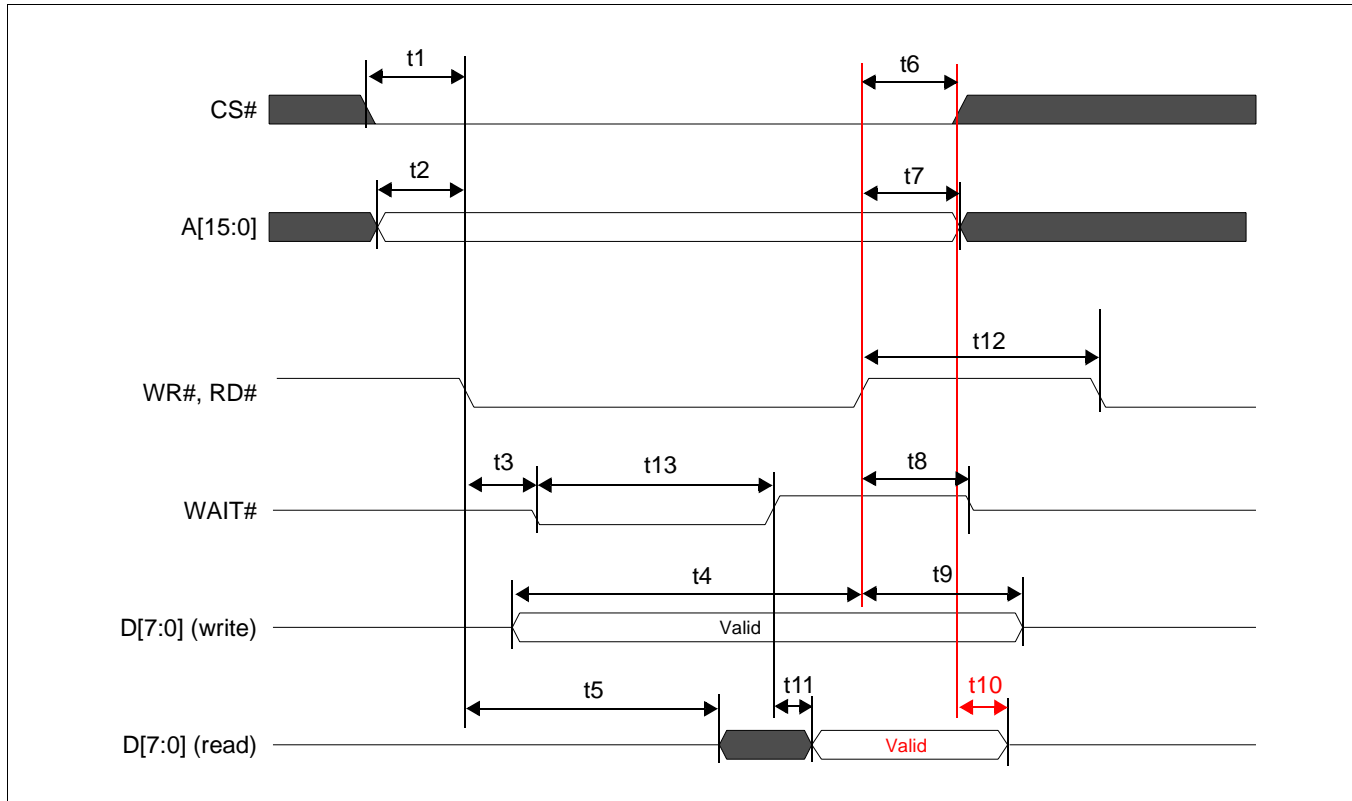 t1
t6
CS#
t2
t7
A[15:0]
t12
WR#, RD#
t3
t13
t8
WAIT#
t4
t9
D[7:0] (write)
Valid
t5
t11
t10
D[7:0] (read)
Valid